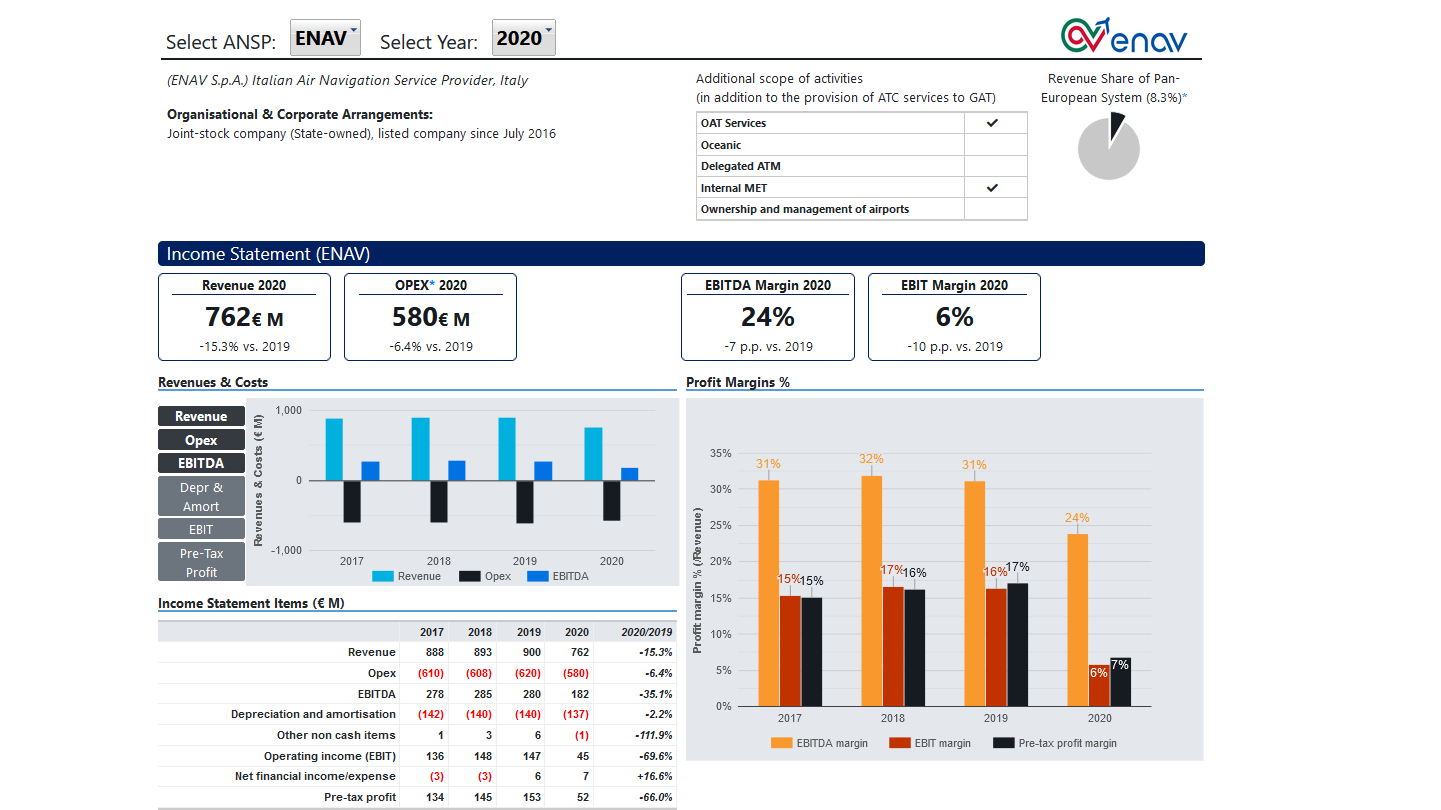 Select ANSP: ENAV Select Year: 2020
enav
(ENAV S.p.A.) Italian Air Navigation Service Provider, Italy
Organisational & Corporate Arrangements:
Joint-stock company (State-owned), listed company since July 2016
Additional scope of activities
(in addition to the provision of ATC services to GAT)
OAT Services ✔
Oceanic
Delegated ATM
Internal MET ✔
Ownership and management of airports
Revenue Share of Pan-
European System (8.3%)*
Income Statement (ENAV)
Revenue 2020
762€ M
-15.3% vs. 2019
OPEX* 2020
580€ M
-6.4% vs. 2019
EBITDA Margin 2020
24%
-7 p.p. vs. 2019
EBIT Margin 2020
6%
-10 p.p. vs. 2019
Revenues & Costs
Revenue
Opex
EBITDA
Depr &
Amort
EBIT
Pre-Tax
Profit
Revenues & Costs (€ M)
1,000
0
-1,000
2017 2018 2019 2020
Revenue Opex EBITDA
Income Statement Items (€ M)
2017 2018 2019 2020 2020/2019
Revenue 888 893 900 762 -15.3%
Opex (610) (608) (620) (580) -6.4%
EBITDA 278 285 280 182 -35.1%
Depreciation and amortisation (142) (140) (140) (137) -2.2%
Other non cash items 1 3 6 (1) -111.9%
Operating income (EBIT) 136 148 147 45 -69.6%
Net financial income/expense (3) (3) 6 7 +16.6%
Pre-tax profit 134 145 153 52 -66.0%
Profit Margins %
Profit margin % (/Revenue)
35%
30%
25%
20%
15%
10%
5%
0%
31% 32% 31% 24%
15% 15% 17% 16% 16% 17% 6% 7%
2017 2018 2019 2020
EBITDA margin EBIT margin Pre-tax profit margin